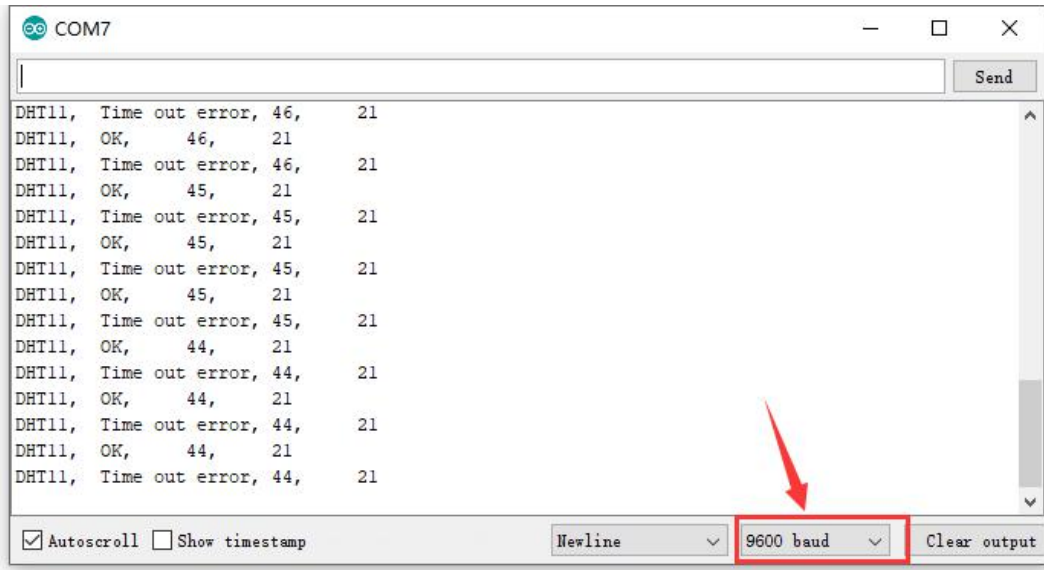 COM7
Send
DHT11, Time out error, 46, 21
DHT11, OK, 46, 21
DHT11, Time out error, 46, 21
DHT11, OK, 45, 21
DHT11, Time out error, 45, 21
DHT11, OK, 45, 21
DHT11, Time out error, 45, 21
DHT11, OK, 45, 21
DHT11, Time out error, 45, 21
DHT11, OK, 44, 21
DHT11, Time out error, 44, 21
DHT11, OK, 44, 21
DHT11, Time out error, 44, 21
DHT11, OK, 44, 21
DHT11, Time out error, 44, 21
Autoscroll Show timestamp Newline 9600 baud Clear output